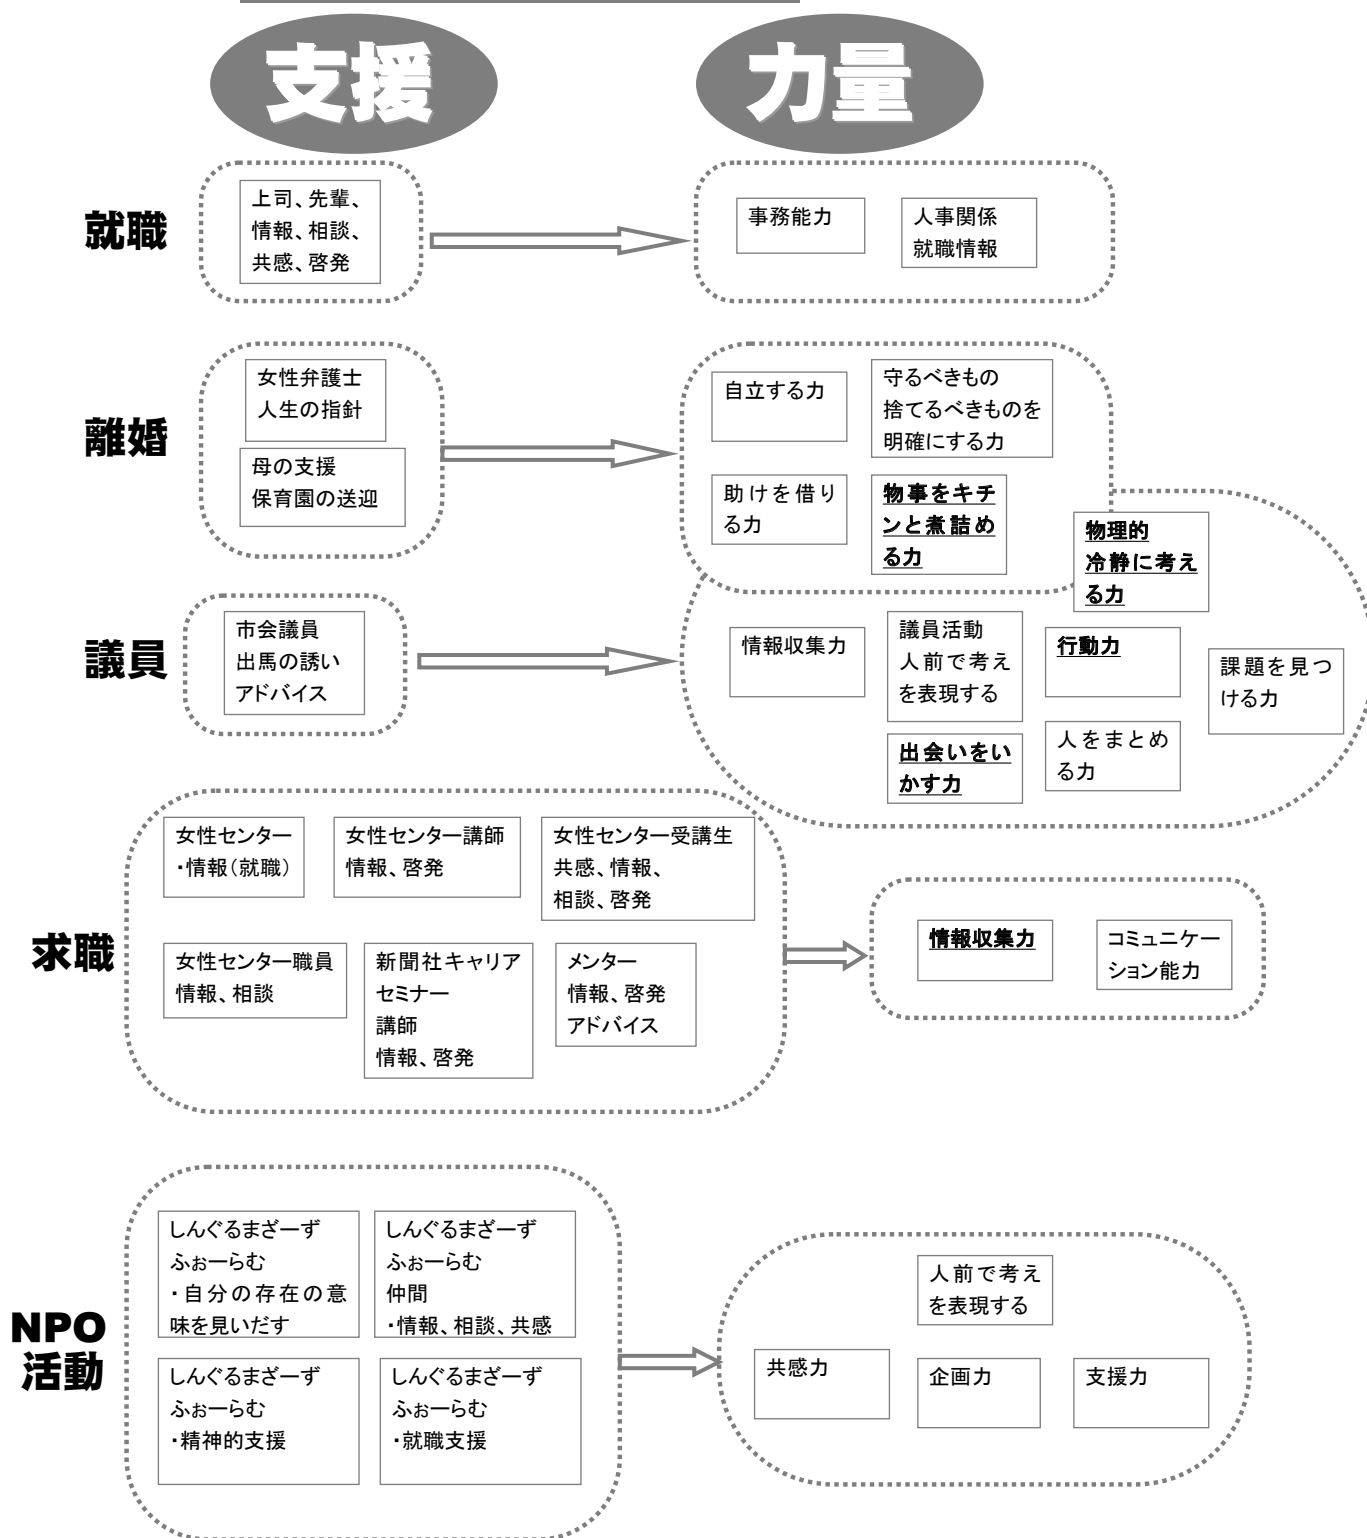 支援
力量
就職
上司、先輩、
情報、相談、
共感、啓発
事務能力
人事関係
就職情報
離婚
女性弁護士
人生の指針
母の支援
保育園の送迎
自立する力
守るべきもの
捨てるべきものを
明確にする力
助けを借り
る力
物事をキチ
ンと煮詰め
る力
物理的
冷静に考え
る力
議員
市会議員
出馬の誘い
アドバイス
情報収集力
議員活動
人前で考え
を表現する
行動力
課題を見つ
ける力
出会いをい
かす力
人をまとめ
る力
求職
女性センター
・情報（就職）
女性センター講師
情報、啓発
女性センター受講生
共感、情報、
相談、啓発
女性センター職員
情報、相談
新聞社キャリア
セミナー
講師
情報、啓発
メンター
情報、啓発
アドバイス
情報収集力
コミュニケー
ション能力
NPO
活動
しんぐるまざーず
ふぉーらむ
・自分の存在の意
味を見いだす
しんぐるまざーず
ふぉーらむ
仲間
・情報、相談、共感
しんぐるまざーず
ふぉーらむ
・精神的支援
しんぐるまざーず
ふぉーらむ
・就職支援
人前で考え
を表現する
共感力
企画力
支援力